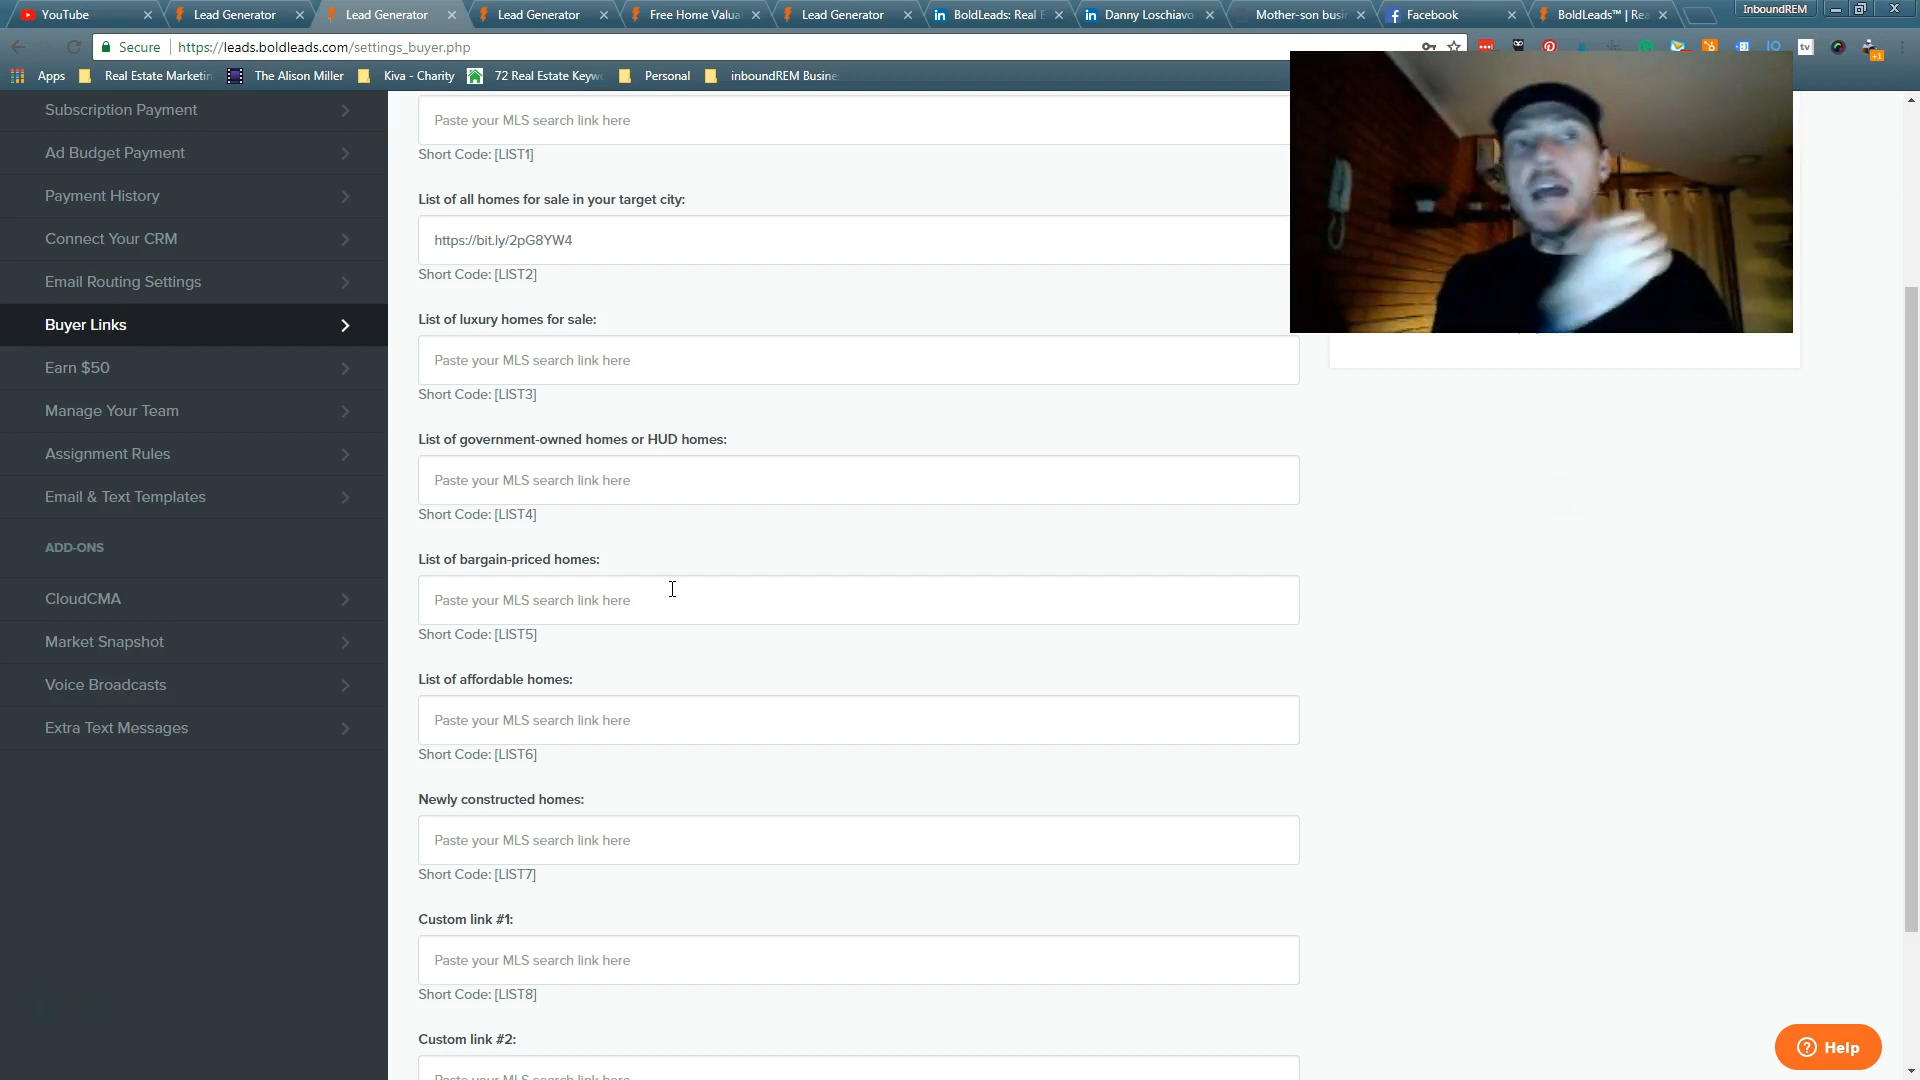 YouTube
Lead Generator
Lead Generator
Lead Generator
Free Home Valua
Lead Generator
in BoldLeads: Real E
in Danny Loschiavo
Mother-son busi
Facebook
BoldLeads™ | Rea
InboundREM
Secure
https://leads.boldleads.com/settings_buyer.php
tv
+1
Apps
Real Estate Marketin
The Alison Miller
Kiva - Charity
72 Real Estate Keyw
Personal
inboundREM Busine
Subscription Payment
Ad Budget Payment
Payment History
Connect Your CRM
Email Routing Settings
Buyer Links
Earn $50
Manage Your Team
Assignment Rules
Email & Text Templates
ADD-ONS
CloudCMA
Market Snapshot
Voice Broadcasts
Extra Text Messages
Paste your MLS search link here
Short Code: [LIST1]
List of all homes for sale in your target city:
https://bit.ly/2pG8YW4
Short Code: [LIST2]
List of luxury homes for sale:
Paste your MLS search link here
Short Code: [LIST3]
List of government-owned homes or HUD homes:
Paste your MLS search link here
Short Code: [LIST4]
List of bargain-priced homes:
Paste your MLS search link here
Short Code: [LIST5]
List of affordable homes:
Paste your MLS search link here
Short Code: [LIST6]
Newly constructed homes:
Paste your MLS search link here
Short Code: [LIST7]
Custom link #1:
Paste your MLS search link here
Short Code: [LIST8]
Custom link #2:
Paste your MLS search link here
Help